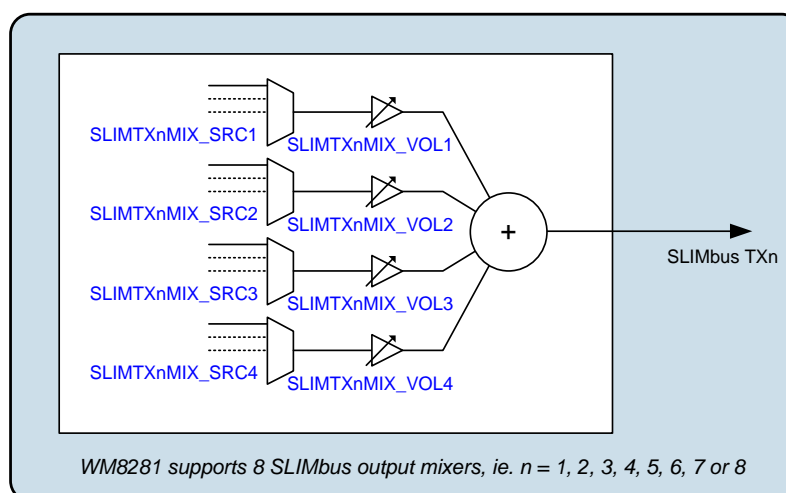 SLIMTXnMIX_SRC1
SLIMTXnMIX_VOL1
SLIMTXnMIX_SRC2
SLIMTXnMIX_VOL2
+
SLIMbus TXn
SLIMTXnMIX_SRC3
SLIMTXnMIX_VOL3
SLIMTXnMIX_SRC4
SLIMTXnMIX_VOL4
WM8281 supports 8 SLIMbus output mixers, ie. n = 1, 2, 3, 4, 5, 6, 7 or 8